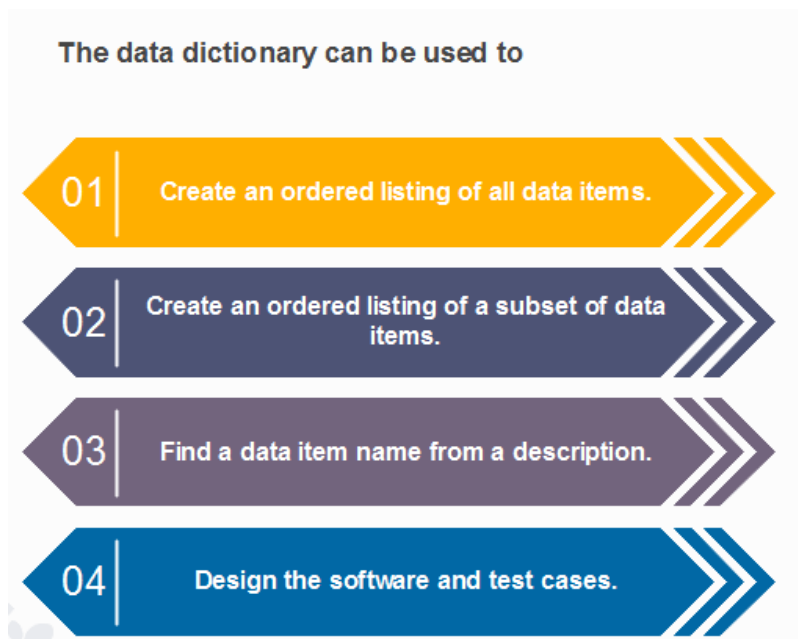 The data dictionary can be used to
01
Create an ordered listing of all data items.
02
Create an ordered listing of a subset of data
items.
03
Find a data item name from a description.
04
Design the software and test cases.